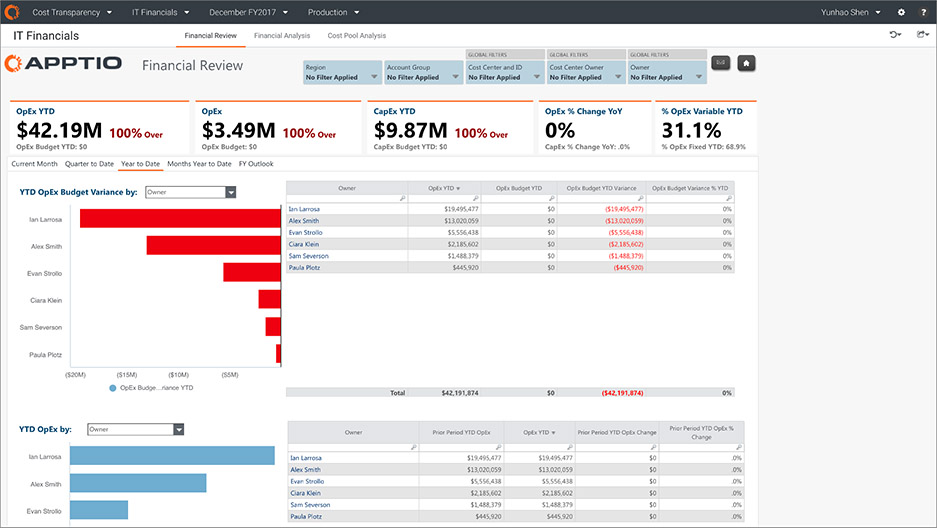 Cost Transparency IT Financials December FY2017 Production Yunhao Shen ?
IT Financials Financial Review Financial Analysis Cost Pool Analysis
APPTIO Financial Review
GLOBAL FILTERS GLOBAL FILTERS GLOBAL FILTERS
Region Account Group Cost Center and ID Cost Center Owner Owner
No Filter Applied No Filter Applied No Filter Applied No Filter Applied No Filter Applied
OpEx YTD OpEx CapEx YTD OpEx % Change YoY % OpEx Variable YTD
$42.19M 100% Over $3.49M 100% Over $9.87M 100% Over 0% 31.1%
OpEx Budget YTD: $0 OpEx Budget: $0 CapEx Budget YTD: $0 CapEx % Change YoY: .0% % OpEx Fixed YTD: 68.9%
Current Month Quarter to Date Year to Date Months Year to Date FY Outlook
YTD OpEx Budget Variance by: Owner
Ian Larrosa
Alex Smith
Evan Strollo
Ciara Klein
Sam Severson
Paula Plotz
($20M) ($15M) ($10M) ($5M)
OpEx Budge...nance YTD
Owner OpEx YTD OpEx Budget YTD OpEx Budget YTD Variance OpEx Budget Variance % YTD
Ian Larrosa $19,495,477 $0 ($19,495,477) 0%
Alex Smith $13,020,059 $0 ($13,020,059) 0%
Evan Strollo $5,556,438 $0 ($5,556,438) 0%
Ciara Klein $2,185,602 $0 ($2,185,602) 0%
Sam Severson $1,488,379 $0 ($1,488,379) 0%
Paula Plotz $445,920 $0 ($445,920) 0%
Total $42,191,874 $0 ($42,191,874) 0%
YTD OpEx by: Owner
Ian Larrosa
Alex Smith
Evan Strollo
Owner Prior Period YTD OpEx OpEx YTD Prior Period YTD OpEx Change Prior Period YTD OpEx % Change
Ian Larrosa $19,495,477 $19,495,477 $0 .0%
Alex Smith $13,020,059 $13,020,059 $0 .0%
Evan Strollo $5,556,438 $5,556,438 $0 .0%
Ciara Klein $2,185,602 $2,185,602 $0 .0%
Sam Severson $1,488,379 $1,488,379 $0 .0%
Paula Plotz $445,920 $445,920 $0 .0%